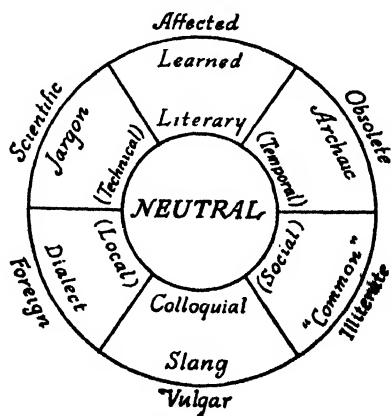 Affected
Learned
Literary
Scientific
Jargon
(Technical)
Obsolete
Archaic
(Temporal)
NEUTRAL
Foreign
Dialect
(Local)
(Social)
"Common"
Illiterate
Colloquial
Slang
Vulgar